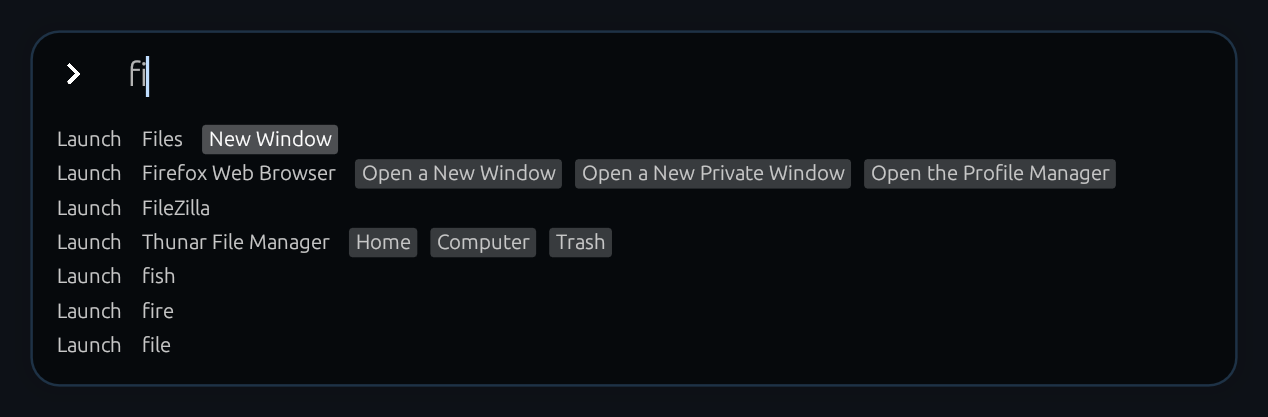 fi
Launch Files New Window
Launch Firefox Web Browser Open a New Window Open a New Private Window Open the Profile Manager
Launch FileZilla
Launch Thunar File Manager Home Computer Trash
Launch fish
Launch fire
Launch file